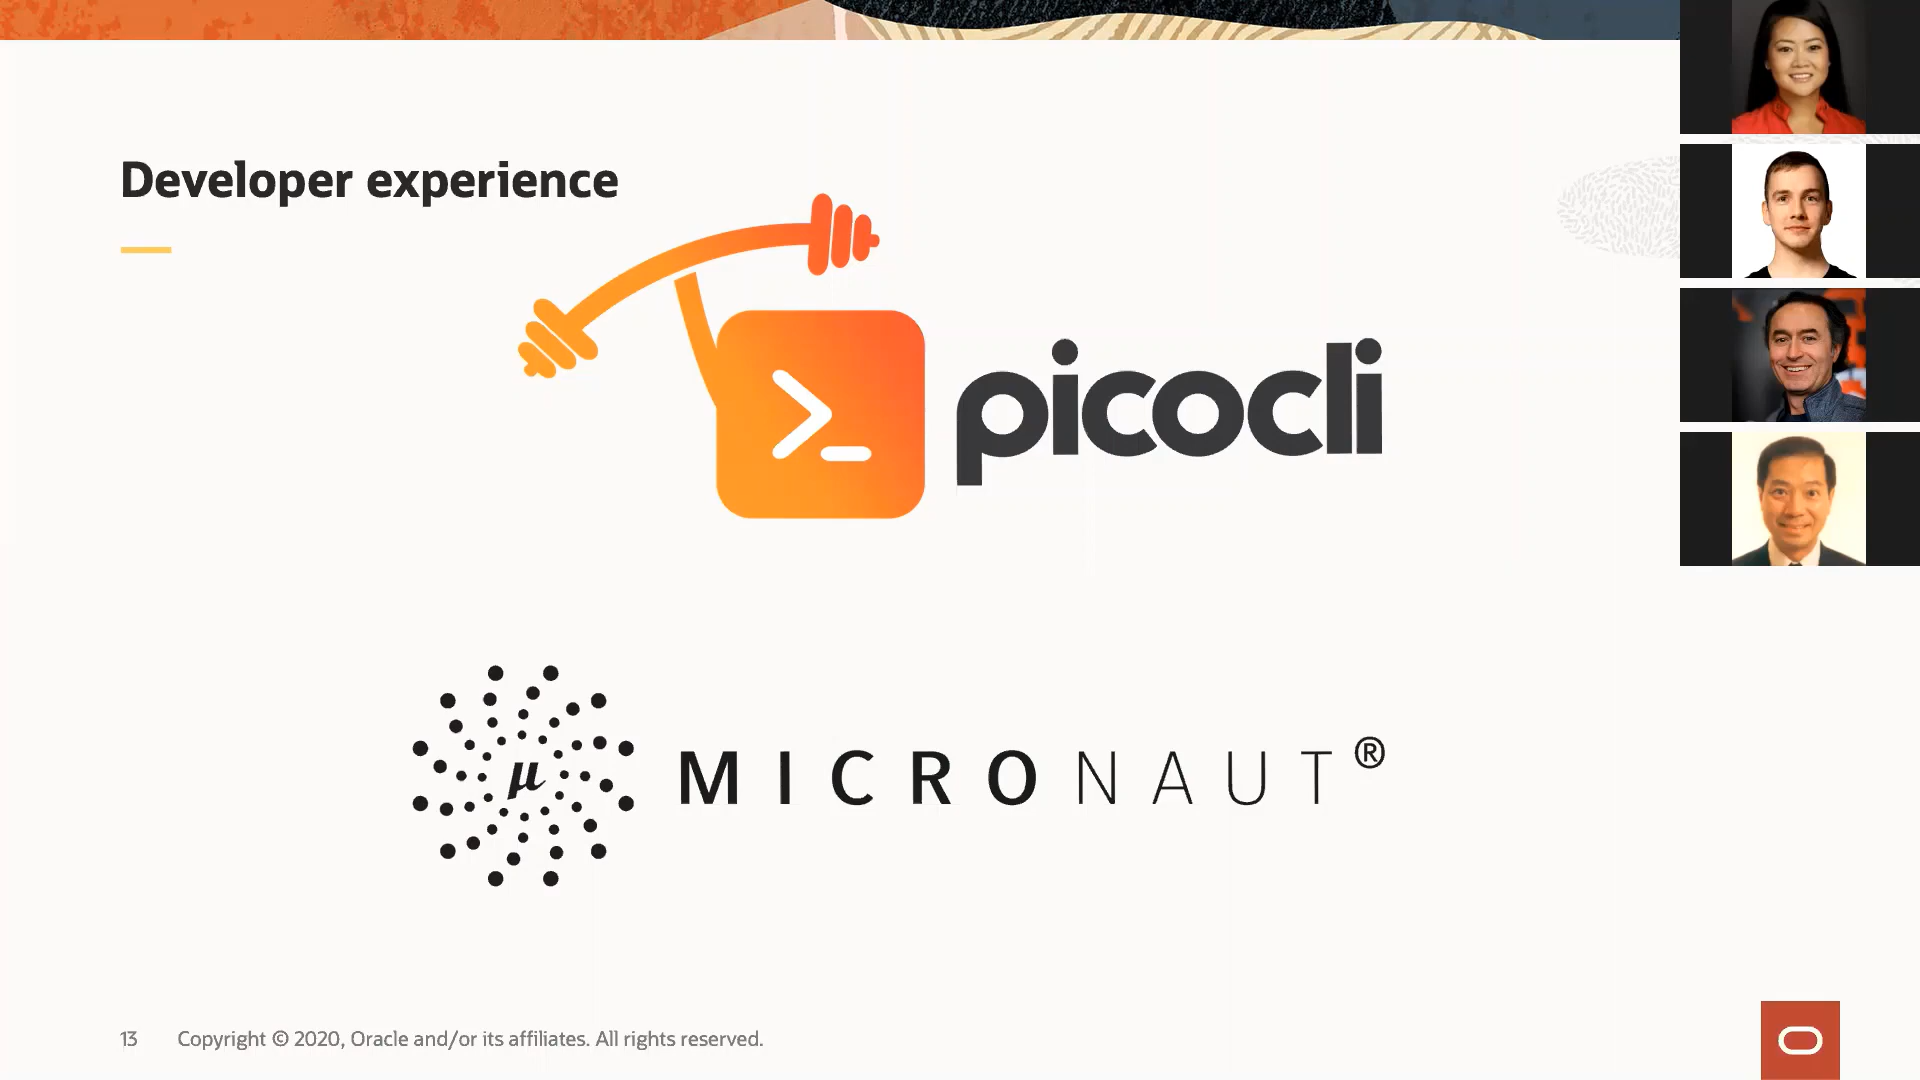 Developer experience
>_
picocli
µ
MICRONAUT®
13 Copyright © 2020, Oracle and/or its affiliates. All rights reserved.